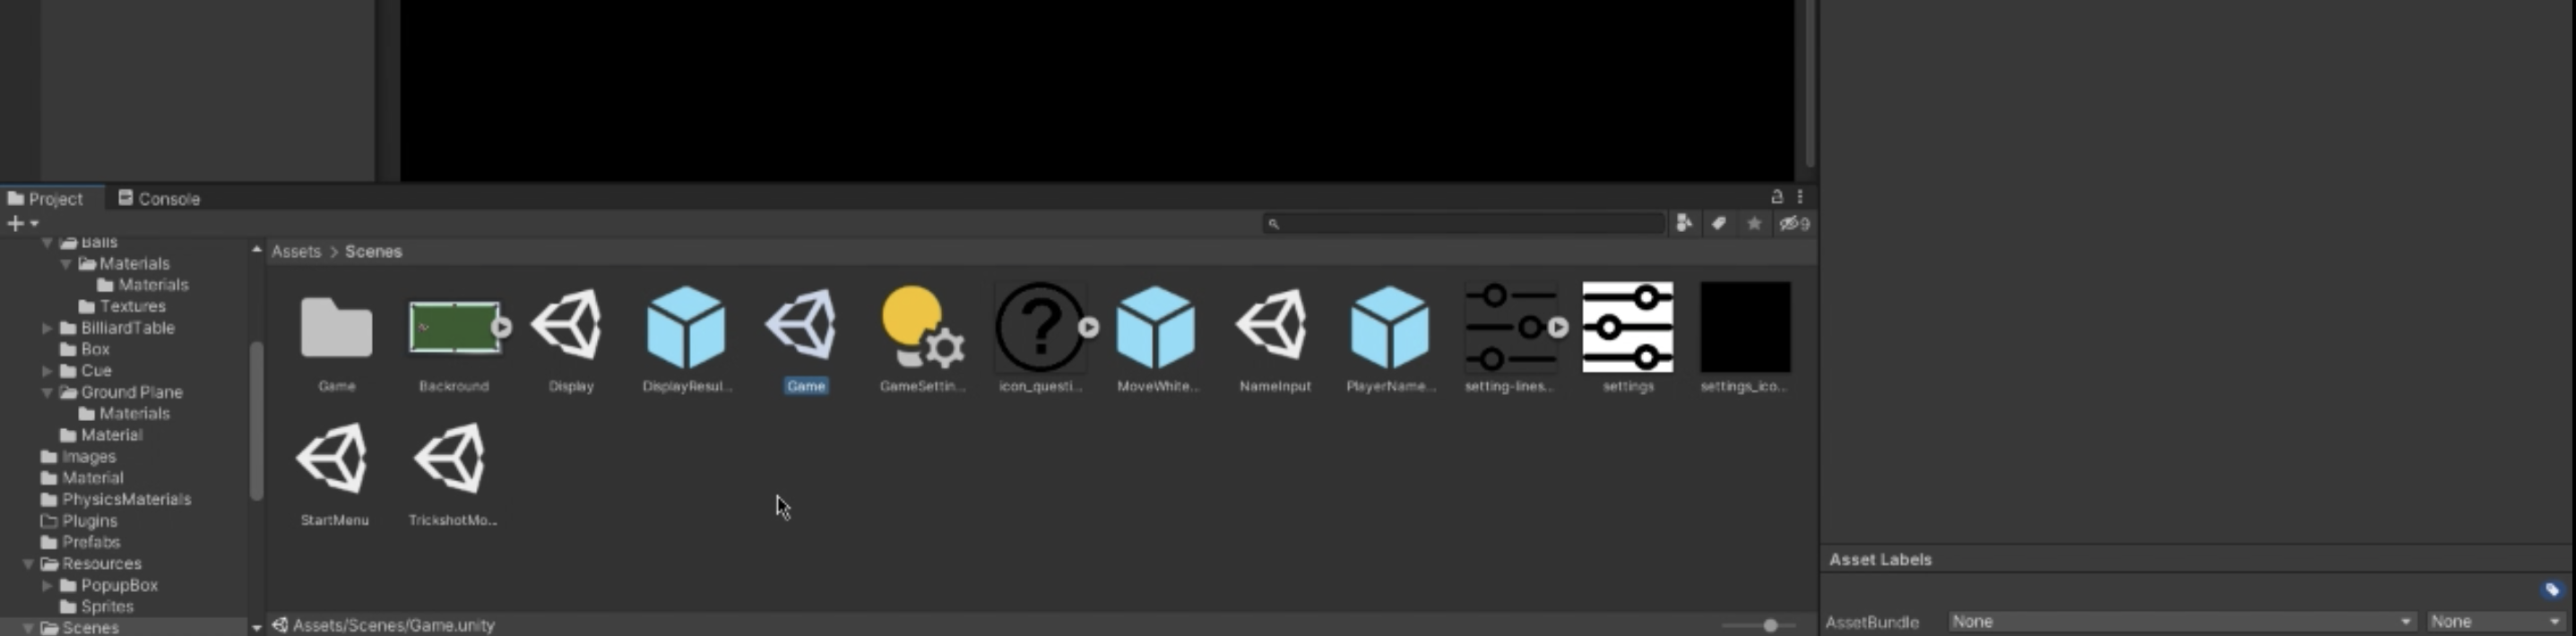 Project
Console
9
Balls
Materials
Materials
Textures
BilliardTable
Box
Cue
Ground Plane
Materials
Material
Images
Material
PhysicsMaterials
Plugins
Prefabs
Resources
PopupBox
Sprites
Scenes
Assets > Scenes
Game
Backround
Display
DisplayResul...
Game
GameSettin...
icon_questi...
MoveWhite...
NameInput
PlayerName...
setting-lines...
settings
settings_ico...
StartMenu
TrickshotMo...
Assets/Scenes/Game.unity
Asset Labels
AssetBundle None None